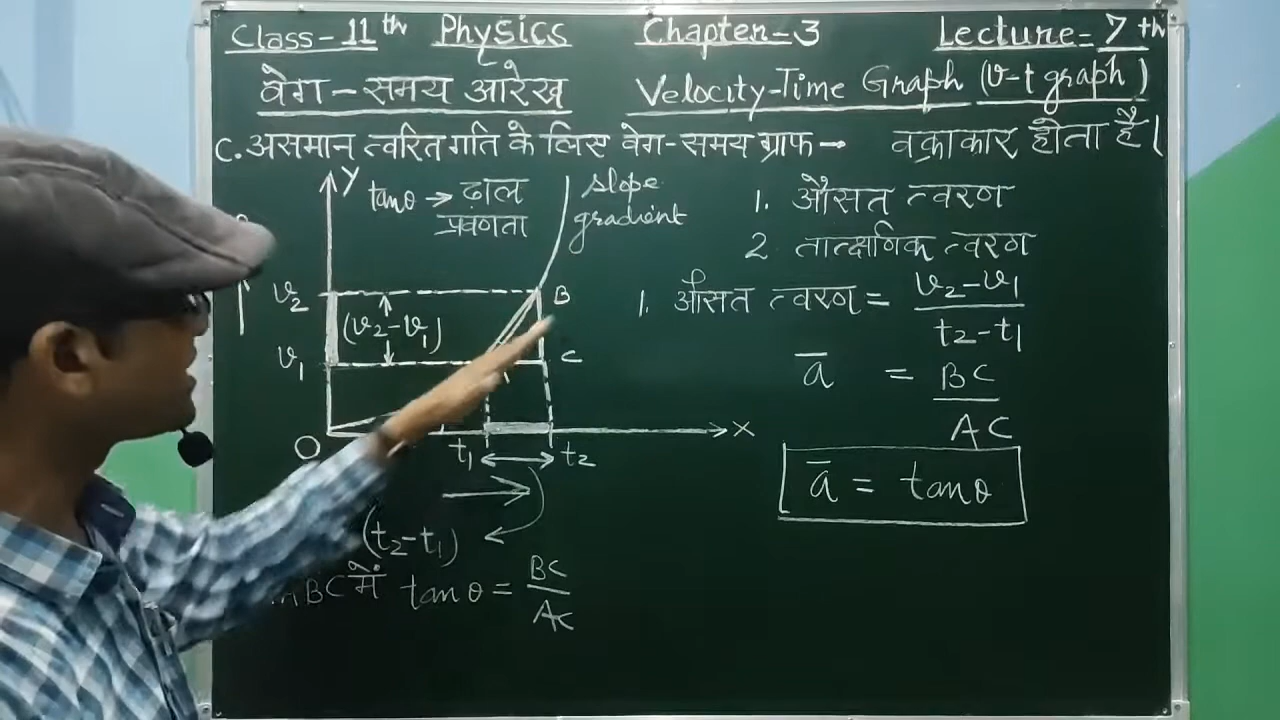 Class-11th Physics Chapter-3 Lecture-7th
वेग-समय आरेख Velocity-Time Graph (v-t graph)
C. असमान त्वरित गति के लिए वेग-समय ग्राफ→ वक्राकार होता है।
Y tanθ → ढाल slope
प्रवणता gradient
1. औसत त्वरण
2 तात्क्षणिक त्वरण
v2 B
(v2-v1)
v1 C
O t1 t2 X
(t2-t1)
ABC में tanθ = BC/AC
1. औसत त्वरण = v2-v1/t2-t1
a̅ = BC/AC
a̅ = tanθ